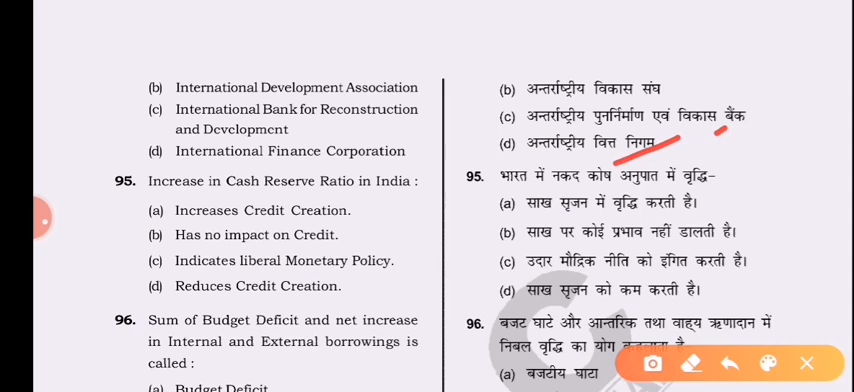 (b) International Development Association
(c) International Bank for Reconstruction
and Development
(d) International Finance Corporation
95. Increase in Cash Reserve Ratio in India :
(a) Increases Credit Creation.
(b) Has no impact on Credit.
(c) Indicates liberal Monetary Policy.
(d) Reduces Credit Creation.
96. Sum of Budget Deficit and net increase
in Internal and External borrowings is
called :
(a) Budget Deficit
(b) अन्तर्राष्ट्रीय विकास संघ
(c) अन्तर्राष्ट्रीय पुनर्निर्माण एवं विकास बैंक
(d) अन्तर्राष्ट्रीय वित्त निगम
95. भारत में नकद कोष अनुपात में वृद्धि–
(a) साख सृजन में वृद्धि करती है।
(b) साख पर कोई प्रभाव नहीं डालती है।
(c) उदार मौद्रिक नीति को इंगित करती है।
(d) साख सृजन को कम करती है।
96. बजट घाटे और आन्तरिक तथा वाह्य ऋणादान में
निबल वृद्धि का योग कहलाता है
(a) बजटीय घाटा